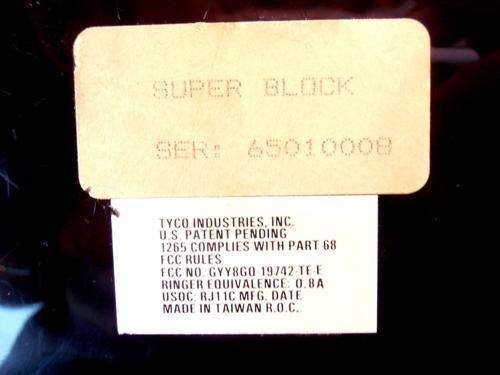 SUPER BLOCK
SER: 65010008
TYCO INDUSTRIES, INC.
U.S. PATENT PENDING
1265 COMPLIES WITH PART 68
FCC RULES
FCC NO. GYY8GQ-19742-TE-E
RINGER EQUIVALENCE: 0.8A
USOC: RJ11C MFG. DATE
MADE IN TAIWAN R.O.C.